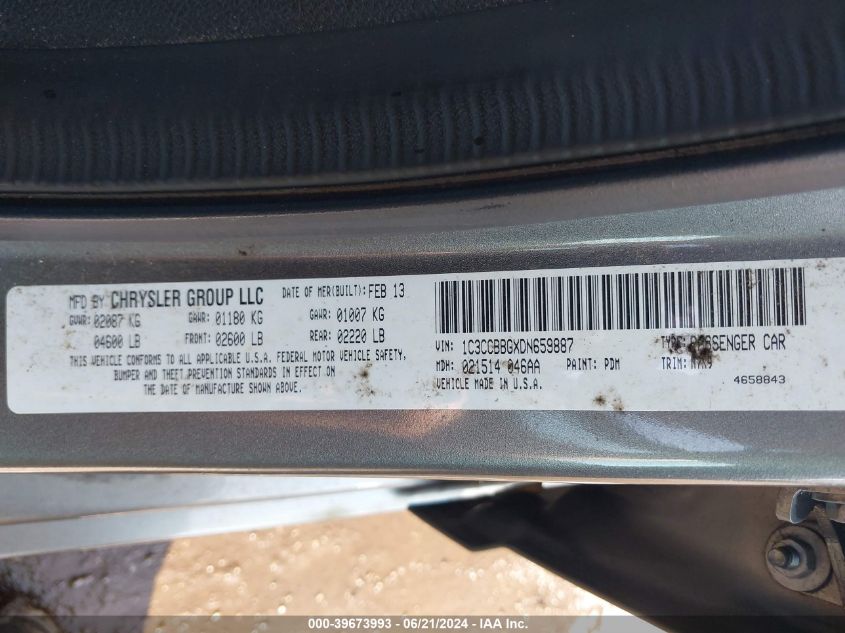 MFD BY CHRYSLER GROUP LLC DATE OF MFR(BUILT): FEB 13
GVWR: 02087 KG GAWR: 01180 KG GAWR: 01007 KG
04600 LB FRONT: 02600 LB REAR: 02220 LB
THIS VEHICLE CONFORMS TO ALL APPLICABLE U.S.A. FEDERAL MOTOR VEHICLE SAFETY,
BUMPER AND THEFT PREVENTION STANDARDS IN EFFECT ON
THE DATE OF MANUFACTURE SHOWN ABOVE.
VIN: 1C3CCBBGXDN659887 TYPE: PASSENGER CAR
MDH: 021514 046AA PAINT: PDM TRIM:
VEHICLE MADE IN U.S.A. 4658843
000-39673993 - 06/21/2024 - IAA Inc.